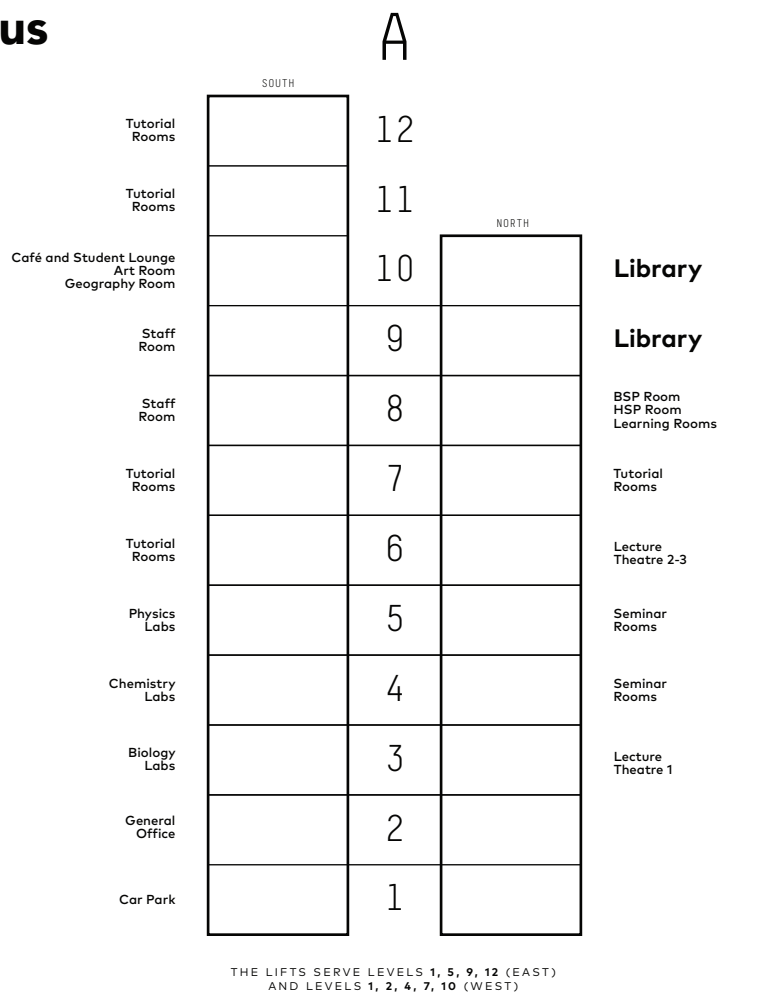 us
A
SOUTH
Tutorial
Rooms
12
Tutorial
Rooms
11
NORTH
Café and Student Lounge
Art Room
Geography Room
10
Library
Staff
Room
9
Library
Staff
Room
8
BSP Room
HSP Room
Learning Rooms
Tutorial
Rooms
7
Tutorial
Rooms
Tutorial
Rooms
6
Lecture
Theatre 2-3
Physics
Labs
5
Seminar
Rooms
Chemistry
Labs
4
Seminar
Rooms
Biology
Labs
3
Lecture
Theatre 1
General
Office
2
Car Park
1
THE LIFTS SERVE LEVELS 1, 5, 9, 12 (EAST)
AND LEVELS 1, 2, 4, 7, 10 (WEST)